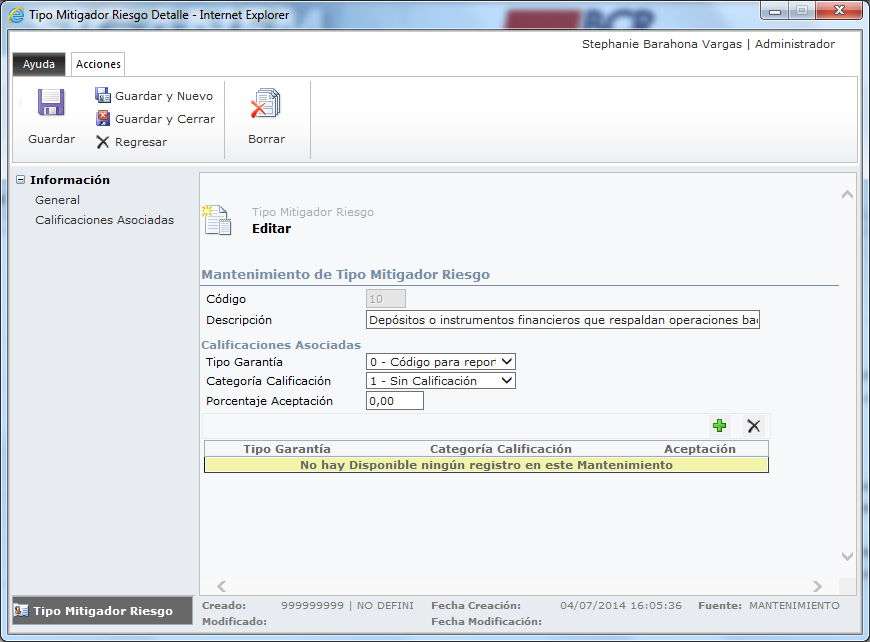 Tipo Mitigador Riesgo Detalle - Internet Explorer
Stephanie Barahona Vargas | Administrador
Ayuda
Acciones
Guardar
Guardar y Nuevo
Guardar y Cerrar
Regresar
Borrar
Información
General
Calificaciones Asociadas
Tipo Mitigador Riesgo
Editar
Mantenimiento de Tipo Mitigador Riesgo
Código 10
Descripción Depósitos o instrumentos financieros que respaldan operaciones
Calificaciones Asociadas
Tipo Garantía 0 - Código para repor
Categoría Calificación 1 - Sin Calificación
Porcentaje Aceptación 0,00
Tipo Garantía Categoría Calificación Aceptación
No hay Disponible ningún registro en este Mantenimiento
Tipo Mitigador Riesgo
Creado: 999999999 | NO DEFINI Fecha Creación: 04/07/2014 16:05:36 Fuente: MANTENIMIENTO
Modificado: Fecha Modificación: